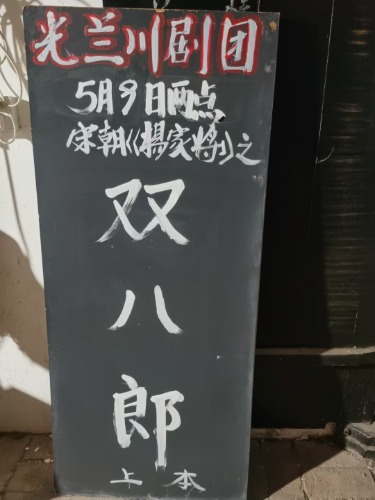 光兰川剧团
5月9日两点
宋朝《杨家将》之
双
八
郎
上本